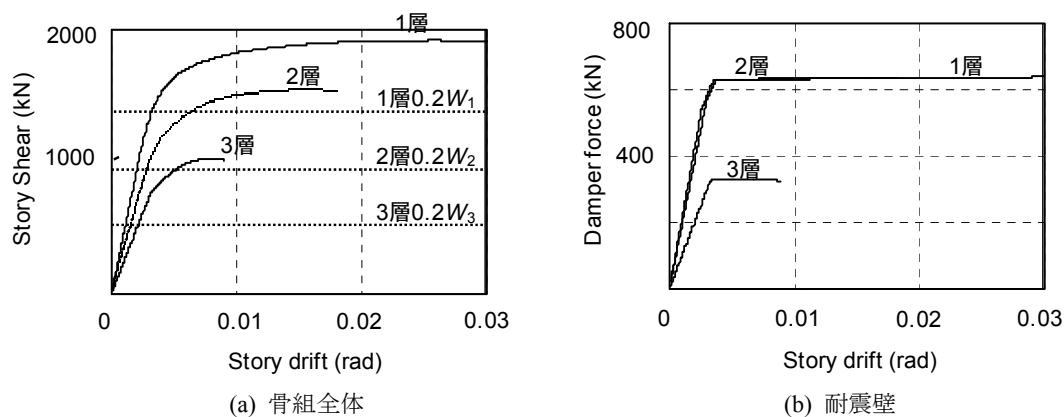 2000
1000
Story Shear (kN)
1層
2層
3層
1層0.2W₁
2層0.2W₂
3層0.2W₃
0
0.01
0.02
0.03
Story drift (rad)
(a) 骨組全体
800
400
Damper force (kN)
2層
1層
3層
0
0.01
0.02
0.03
Story drift (rad)
(b) 耐震壁